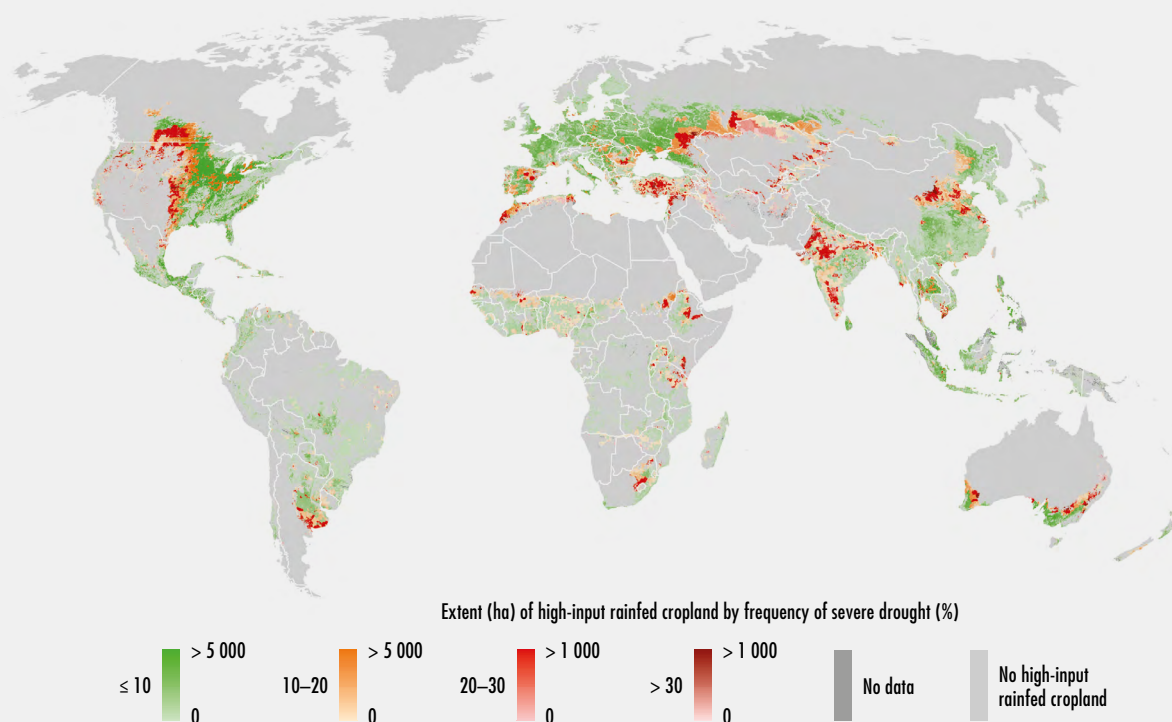 Extent (ha) of high-input rainfed cropland by frequency of severe drought (%)
> 5 000
> 5 000
> 1 000
> 1 000
≤ 10
10–20
20–30
> 30
No data
No high-input
rainfed cropland
0
0
0
0